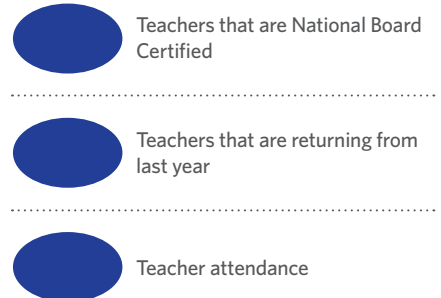 Teachers that are National Board
Certified
Teachers that are returning from
last year
Teacher attendance